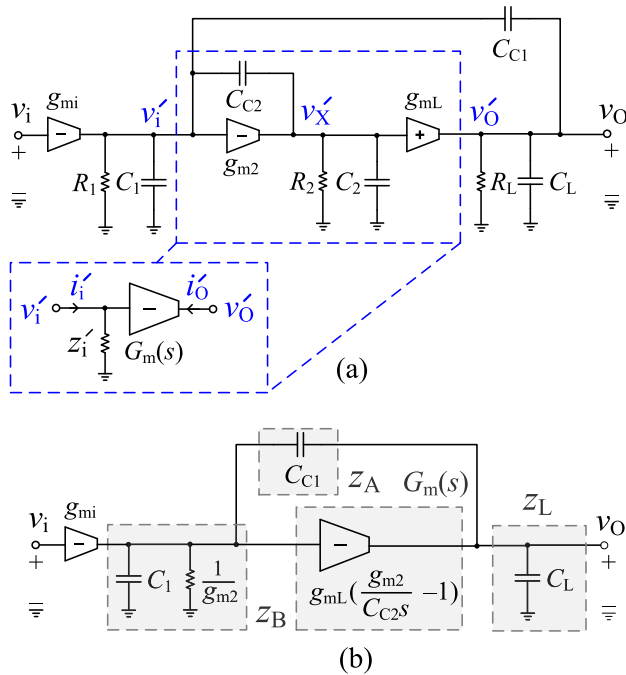 C_C1
v_i g_mi v_i′ C_C2 v_X′ g_mL v_O′ v_O
− − +
g_m2
+ +
R_1 C_1 R_2 C_2 R_L C_L
i_i′ i_O′
v_i′ − v_O′
z_i′ G_m(s)
(a)
C_C1 z_A G_m(s)
z_L
v_i g_mi v_O
− −
+ C_1 1/g_m2 g_mL(g_m2/C_C2s −1) C_L +
z_B
(b)